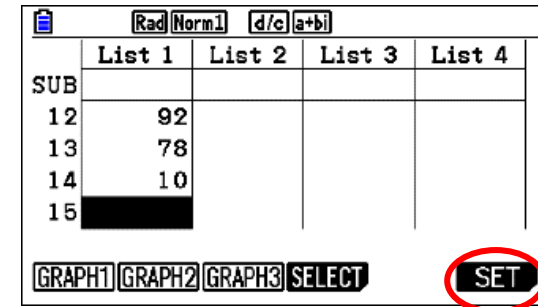 Rad Norm1 d/c a+bi
List 1 List 2 List 3 List 4
SUB
12 92
13 78
14 10
15
GRAPH1 GRAPH2 GRAPH3 SELECT SET